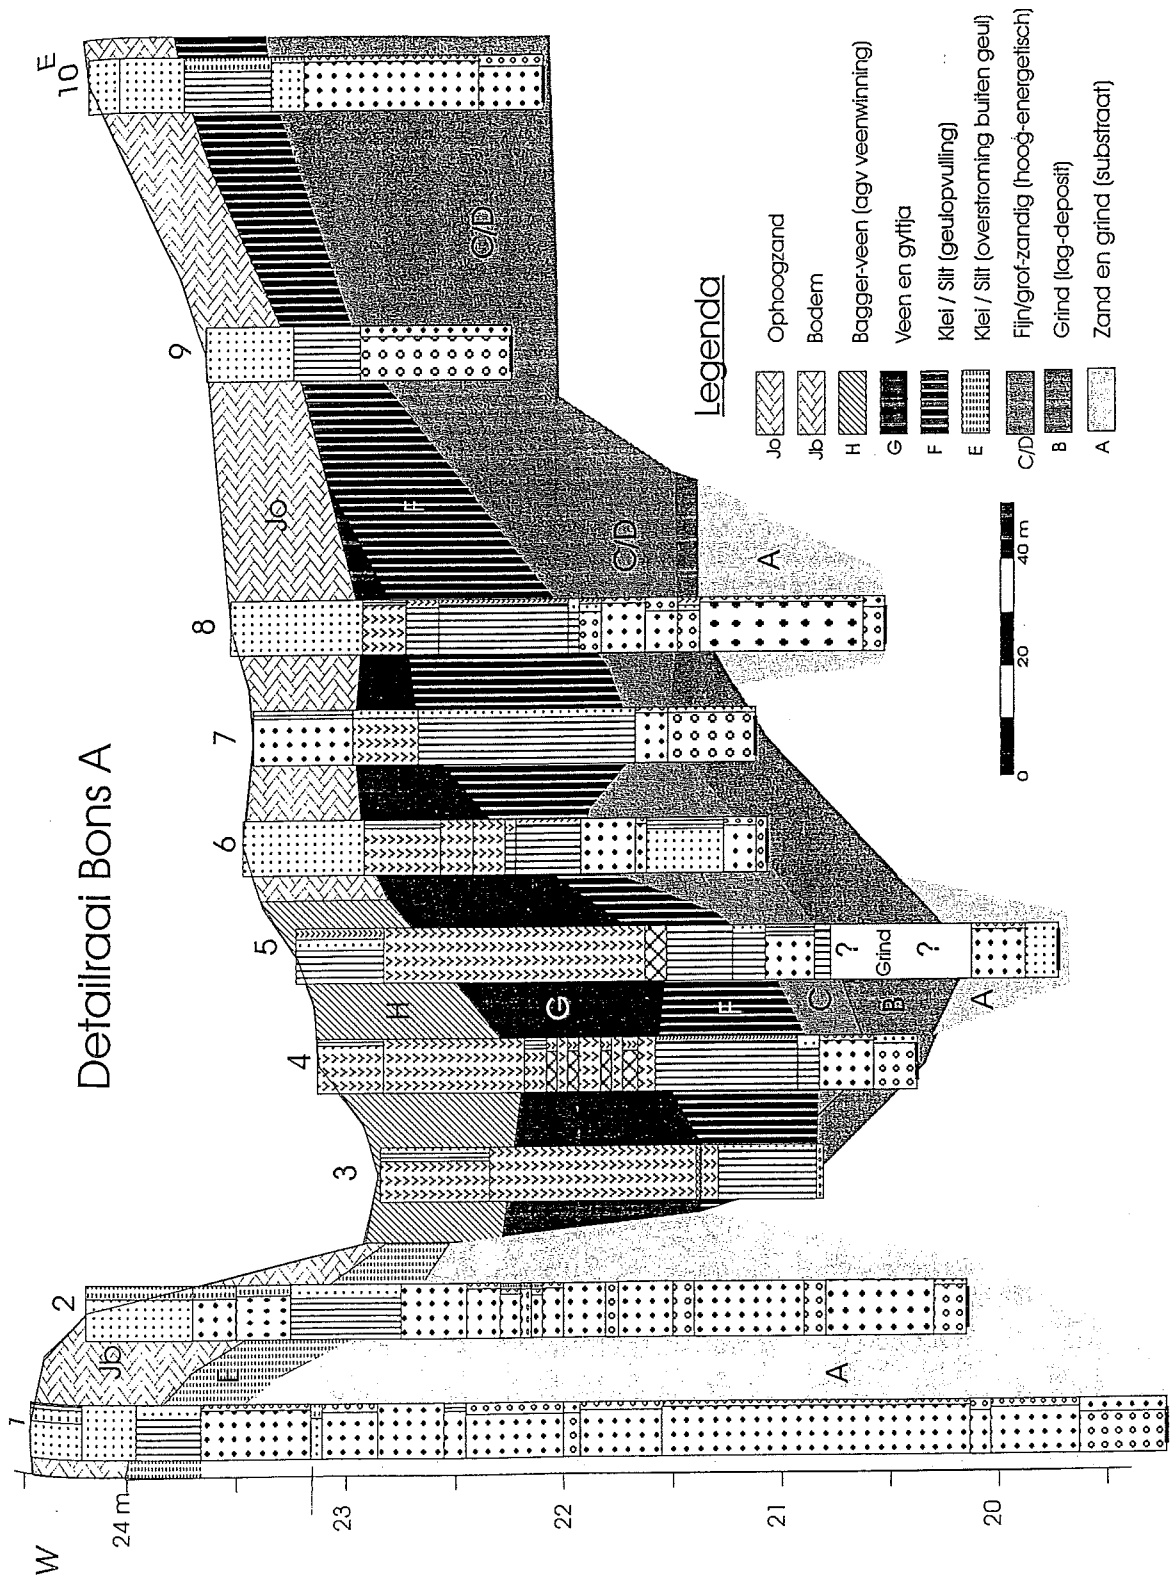 Detailraai Bons A
W
E
1
2
3
4
5
6
7
8
9
10
24 m
23
22
21
20
Jb
E
A
H
G
F
C
B
A
? Grind ?
Jo
F
C/D
A
C/D
0
20
40 m
Legenda
Jo Ophoogzand
Jb Bodem
H Bagger-veen (agv veenwinning)
G Veen en gyttja
F Klei / Silt (geulopvulling)
E Klei / Silt (overstroming buiten geul)
C/D Fijn/grof-zandig (hoog-energetisch)
B Grind (lag-deposit)
A Zand en grind (substraat)